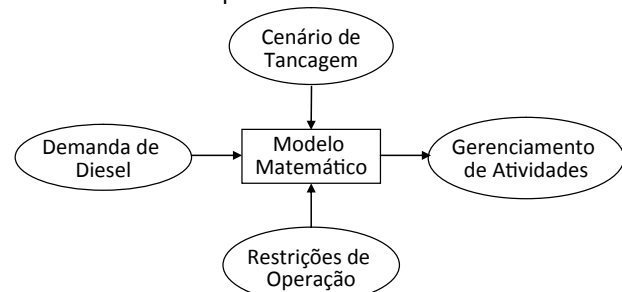 Cenário de
Tancagem
Demanda de
Diesel
Modelo
Matemático
Gerenciamento
de Atividades
Restrições de
Operação